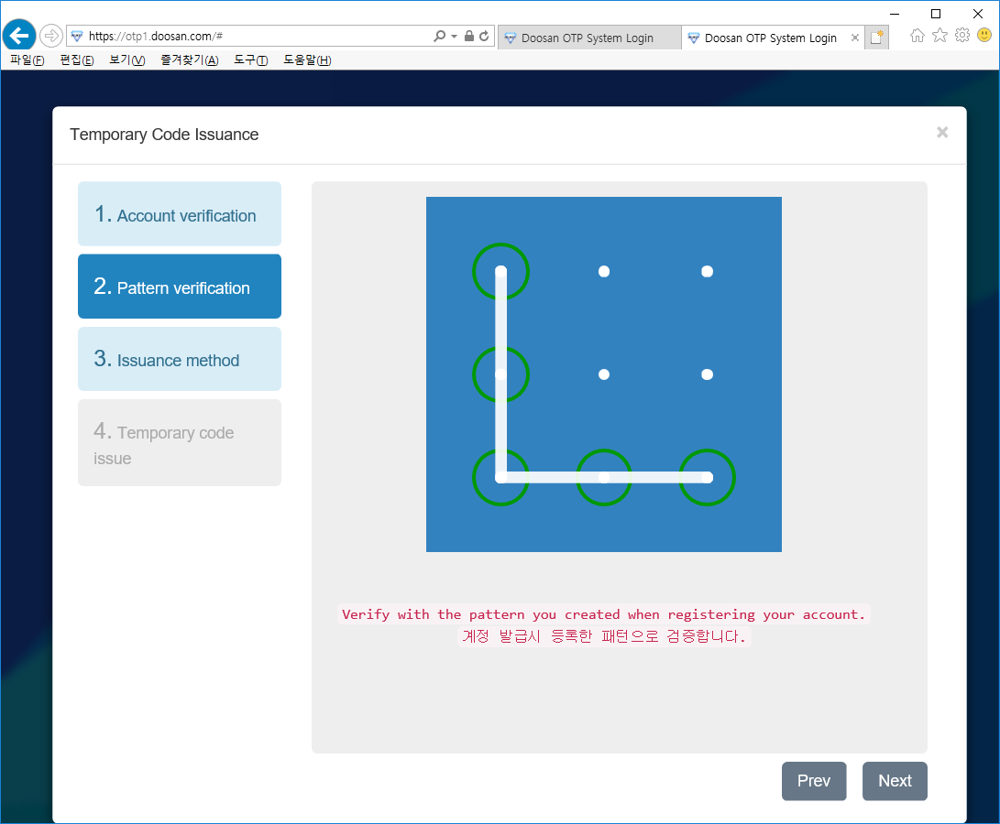 https://otp1.doosan.com/#
Doosan OTP System Login
Doosan OTP System Login
파일(F) 편집(E) 보기(V) 즐겨찾기(A) 도구(T) 도움말(H)
Temporary Code Issuance
×
1. Account verification
2. Pattern verification
3. Issuance method
4. Temporary code
issue
Verify with the pattern you created when registering your account.
계정 발급시 등록한 패턴으로 검증합니다.
Prev
Next